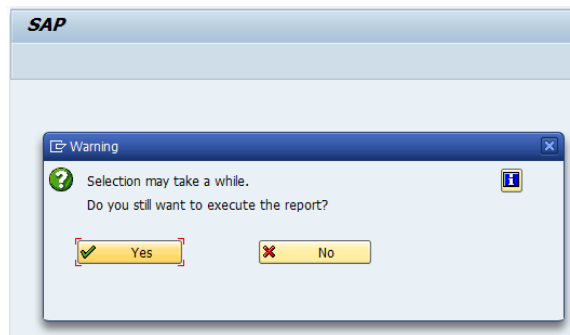 SAP
Warning
Selection may take a while.
Do you still want to execute the report?
Yes No